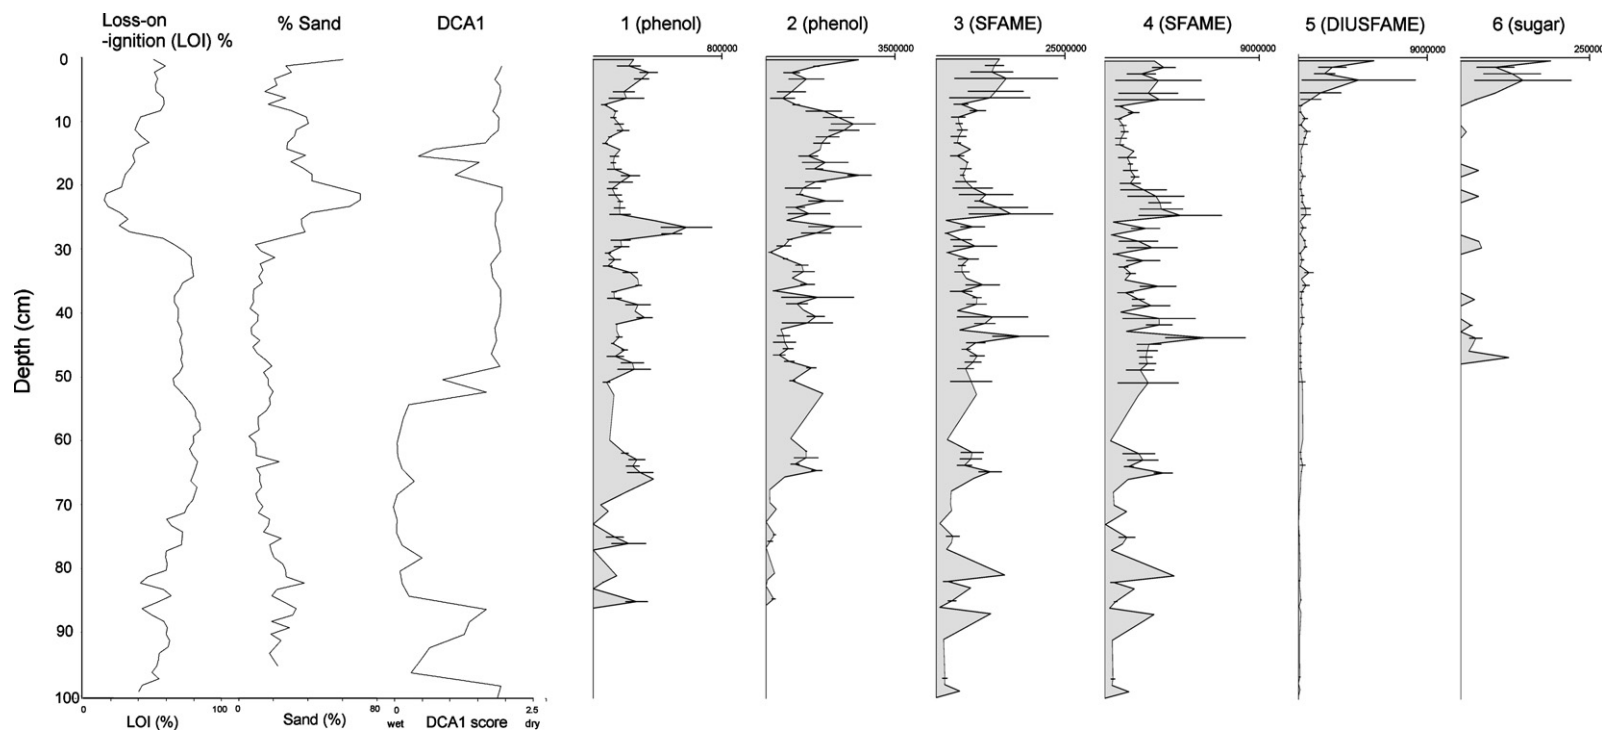 Loss-on
-ignition (LOI) %
% Sand
DCA1
1 (phenol)
2 (phenol)
3 (SFAME)
4 (SFAME)
5 (DIUSFAME)
6 (sugar)
800000
3500000
25000000
9000000
9000000
250000
Depth (cm)
0
10
20
30
40
50
60
70
80
90
100
0 100 0 80 0 2.5
wet dry
LOI (%) Sand (%) DCA1 score